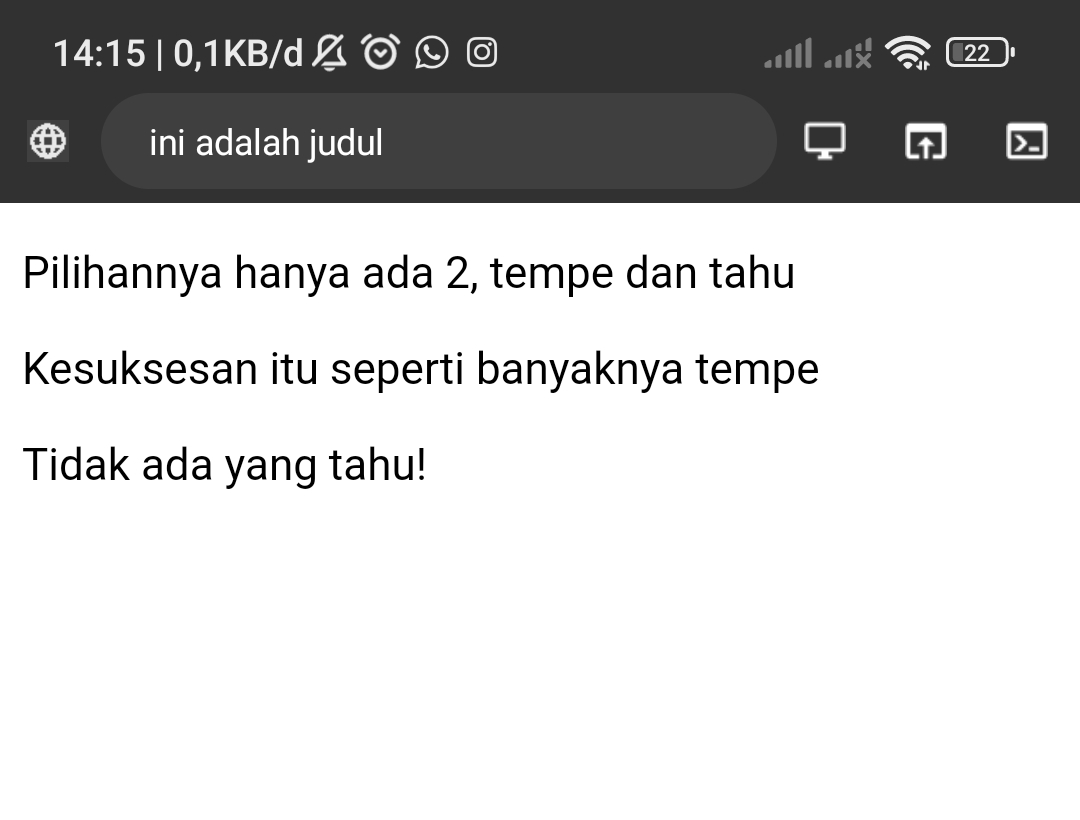 14:15 | 0,1KB/d
22
ini adalah judul
Pilihannya hanya ada 2, tempe dan tahu
Kesuksesan itu seperti banyaknya tempe
Tidak ada yang tahu!